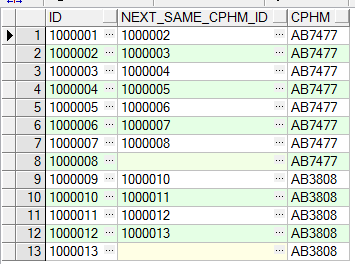 ID NEXT_SAME_CPHM_ID CPHM
1 1000001 ... 1000002 ... AB7477
2 1000002 ... 1000003 ... AB7477
3 1000003 ... 1000004 ... AB7477
4 1000004 ... 1000005 ... AB7477
5 1000005 ... 1000006 ... AB7477
6 1000006 ... 1000007 ... AB7477
7 1000007 ... 1000008 ... AB7477
8 1000008 ... ... AB7477
9 1000009 ... 1000010 ... AB3808
10 1000010 ... 1000011 ... AB3808
11 1000011 ... 1000012 ... AB3808
12 1000012 ... 1000013 ... AB3808
13 1000013 ... ... AB3808